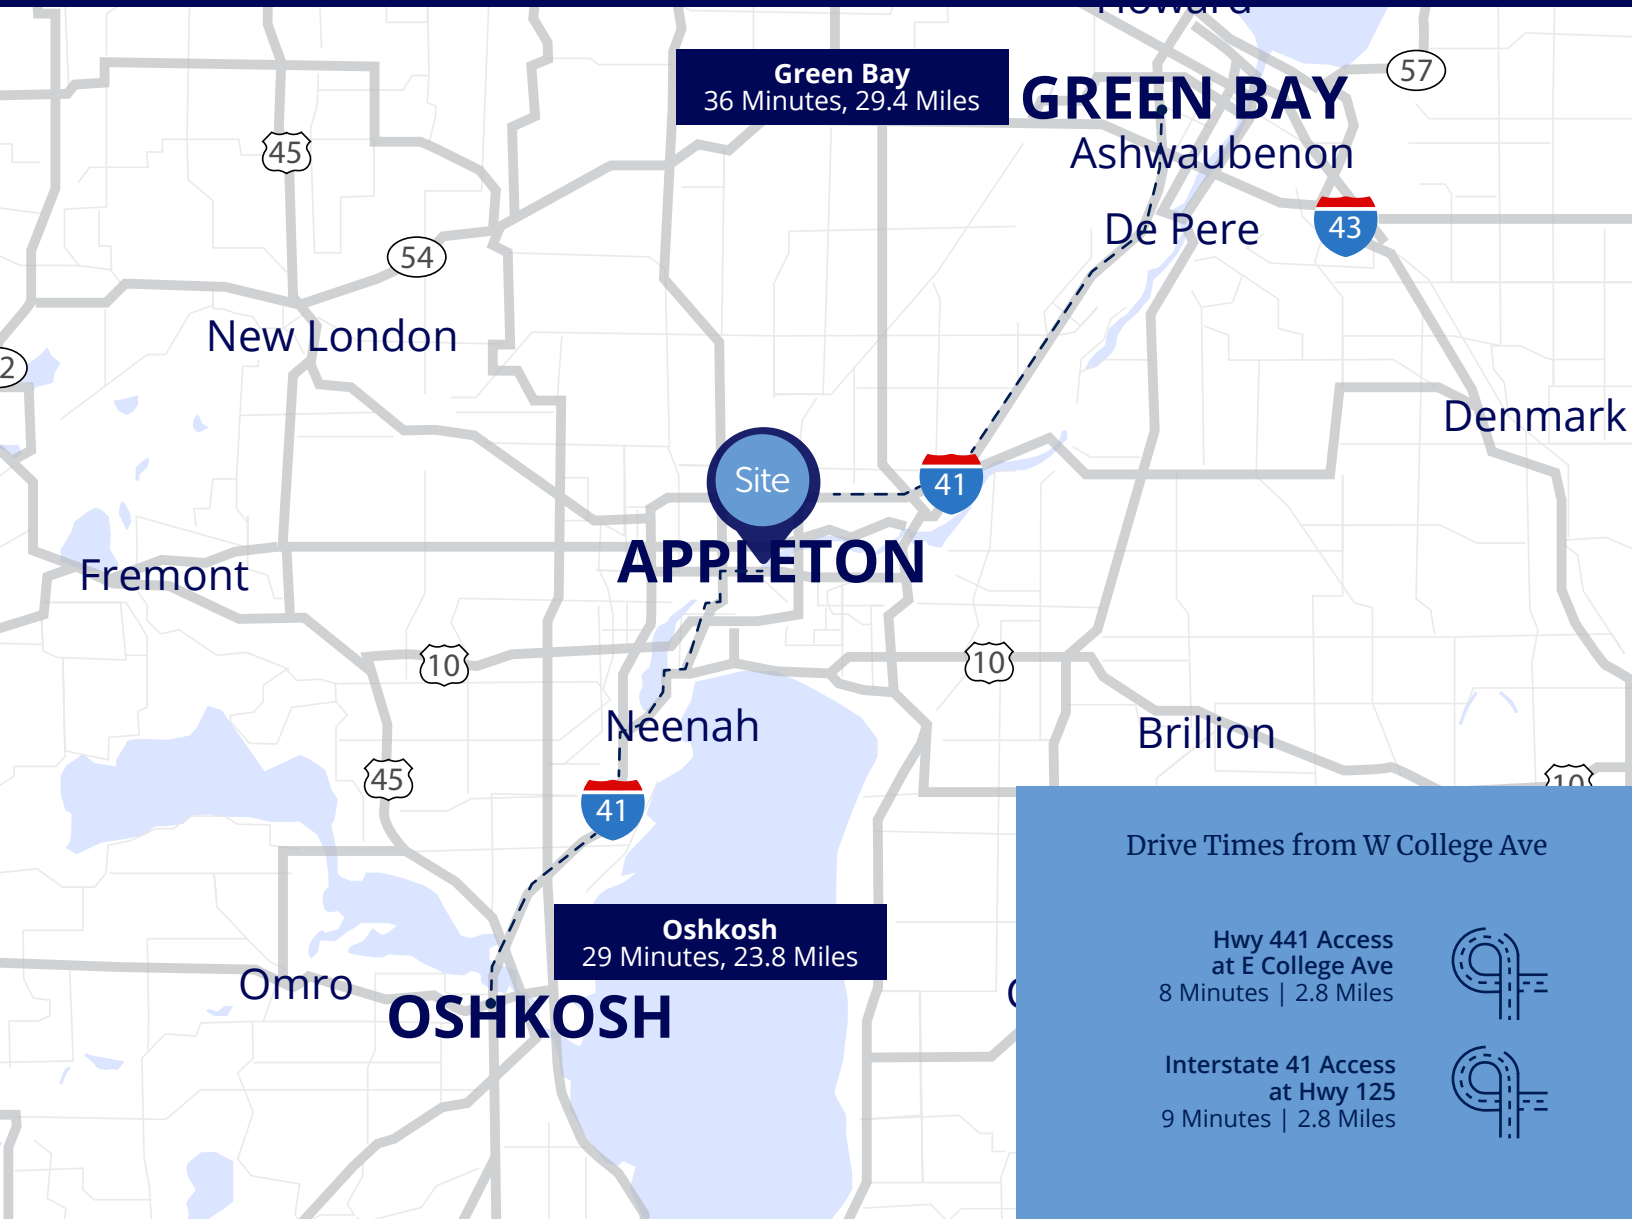 Howard
Green Bay
36 Minutes, 29.4 Miles
GREEN BAY
57
Ashwaubenon
45
De Pere
43
54
New London
2
Denmark
Site
41
APPLETON
Fremont
10
10
Neenah
Brillion
45
10
41
Drive Times from W College Ave
Oshkosh
29 Minutes, 23.8 Miles
Hwy 441 Access
at E College Ave
8 Minutes | 2.8 Miles
Omro
OSHKOSH
Interstate 41 Access
at Hwy 125
9 Minutes | 2.8 Miles